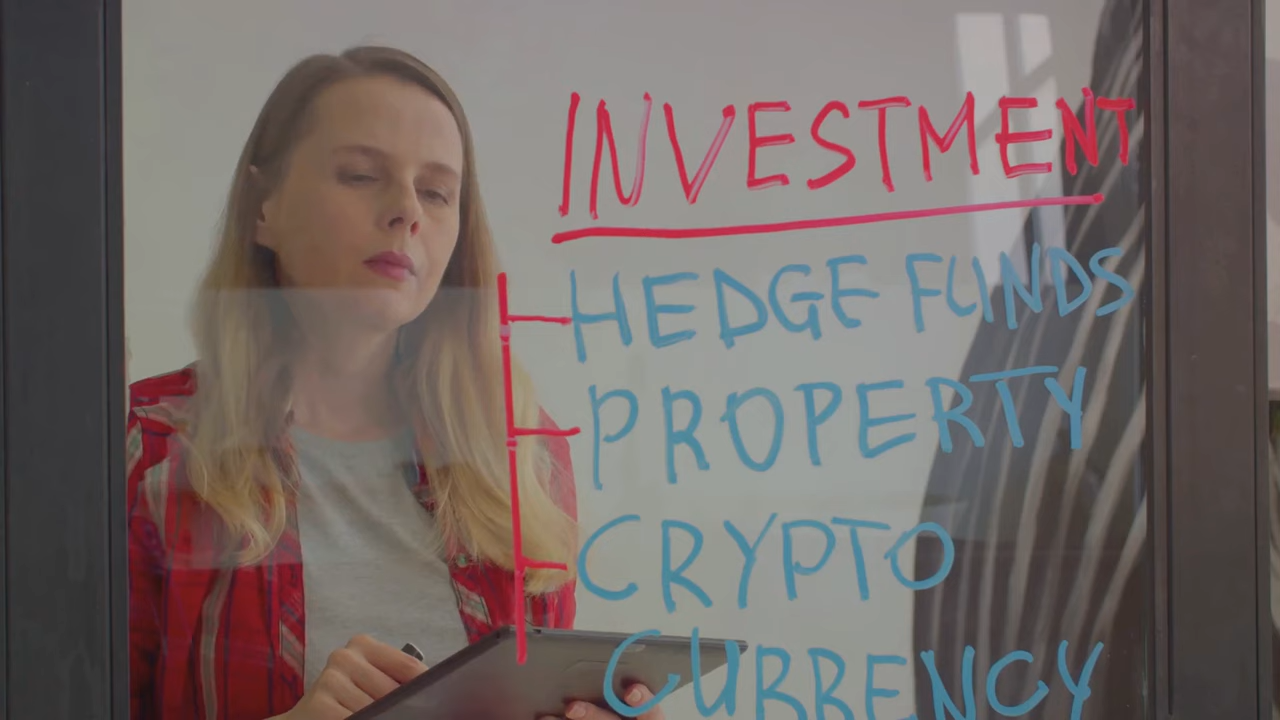 INVESTMENT
HEDGE FUNDS
PROPERTY
CRYPTO
CURRENCY